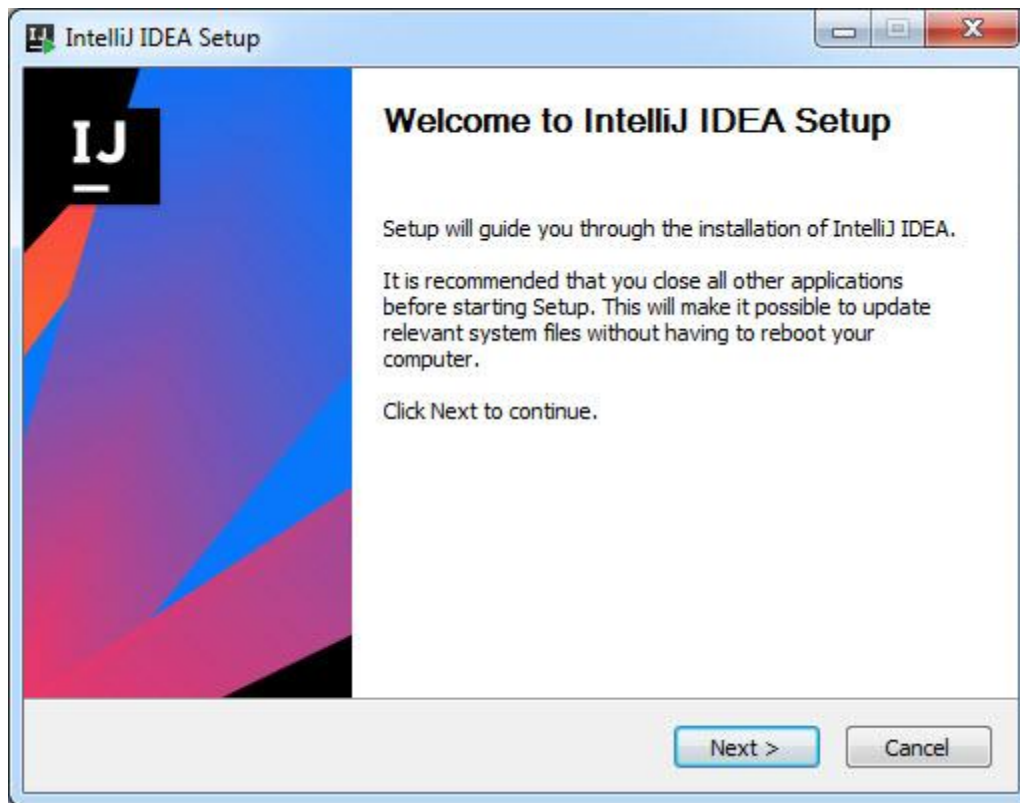 IntelliJ IDEA Setup
IJ
Welcome to IntelliJ IDEA Setup
Setup will guide you through the installation of IntelliJ IDEA.
It is recommended that you close all other applications
before starting Setup. This will make it possible to update
relevant system files without having to reboot your
computer.
Click Next to continue.
Next >
Cancel